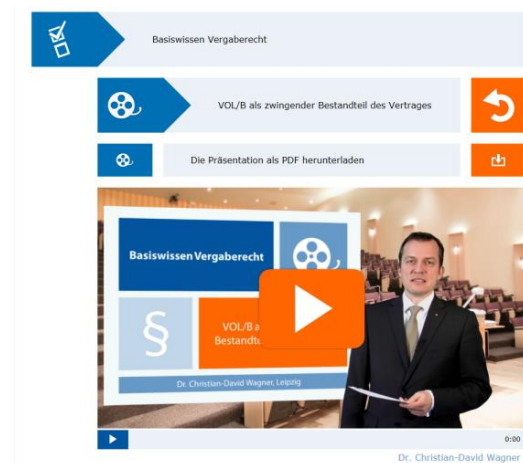 Basiswissen Vergaberecht
VOL/B als zwingender Bestandteil des Vertrages
Die Präsentation als PDF herunterladen
Basiswissen Vergaberecht
§
VOL/B a
Bestandte
Dr. Christian-David Wagner, Leipzig
0:00
Dr. Christian-David Wagner